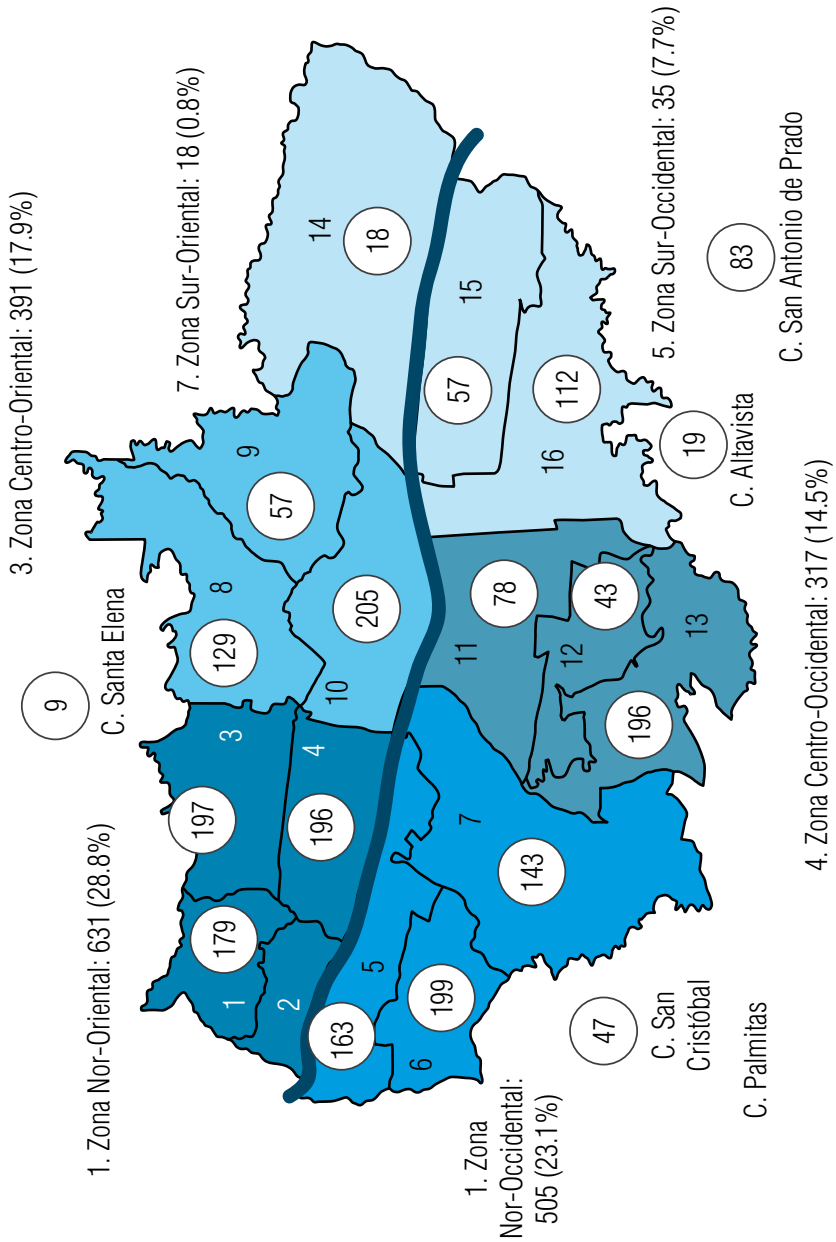 1. Zona Nor-Oriental: 631 (28.8%)
3. Zona Centro-Oriental: 391 (17.9%)
7. Zona Sur-Oriental: 18 (0.8%)
9
C. Santa Elena
1
179
2
3
197
4
196
8
129
9
57
10
205
14
18
5
163
6
199
7
143
11
78
12
43
13
196
15
57
16
112
1. Zona
Nor-Occidental:
505 (23.1%)
47
C. San
Cristóbal
C. Palmitas
4. Zona Centro-Occidental: 317 (14.5%)
19
C. Altavista
5. Zona Sur-Occidental: 35 (7.7%)
83
C. San Antonio de Prado